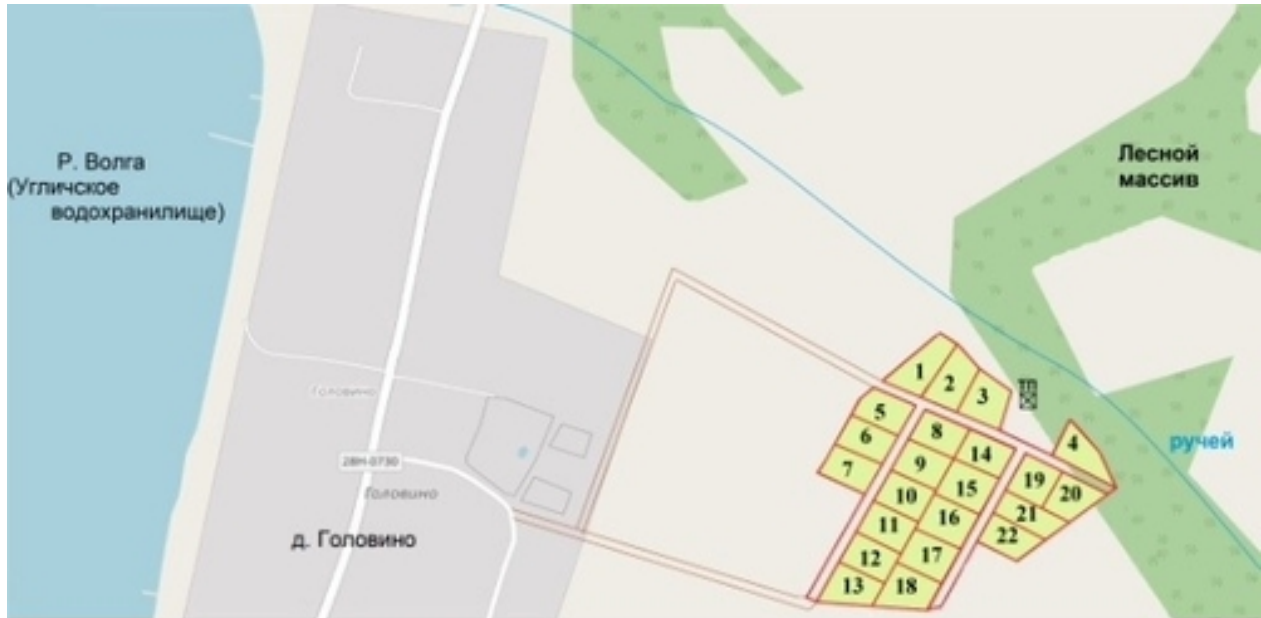 Р. Волга
(Угличское
водохранилище)
Лесной
массив
Головино
28Н-0730
Головино
д. Головино
ТП
ручей
1
2
3
4
5
6
7
8
9
10
11
12
13
14
15
16
17
18
19
20
21
22